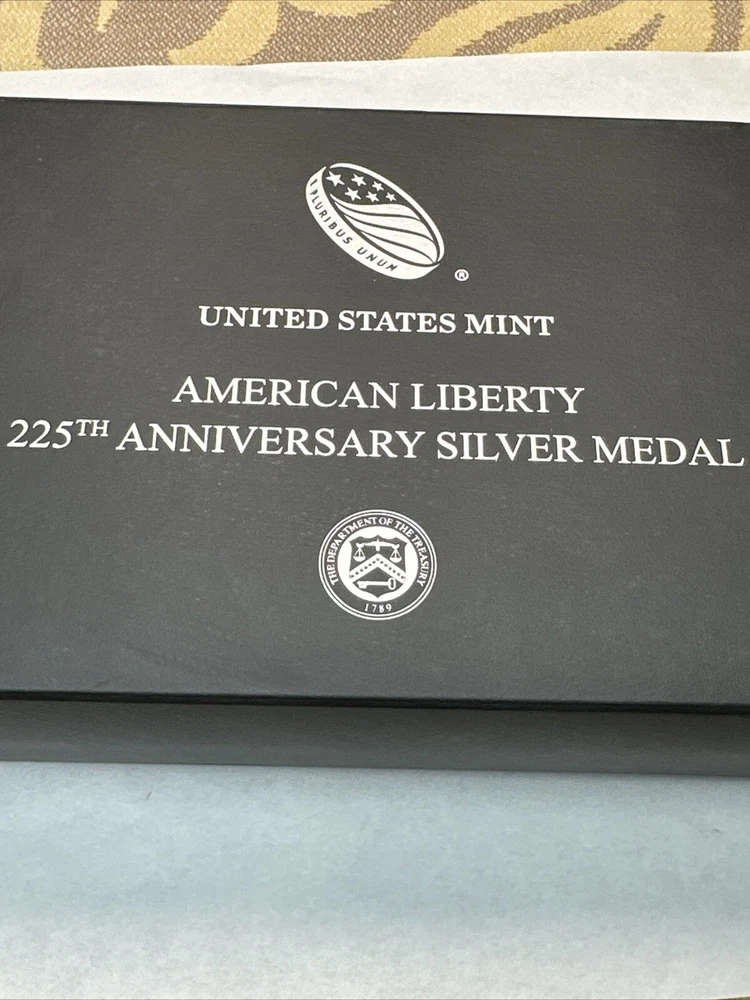 E PLURIBUS UNUM
®
UNITED STATES MINT
AMERICAN LIBERTY
225TH ANNIVERSARY SILVER MEDAL
THE DEPARTMENT OF THE TREASURY
1789